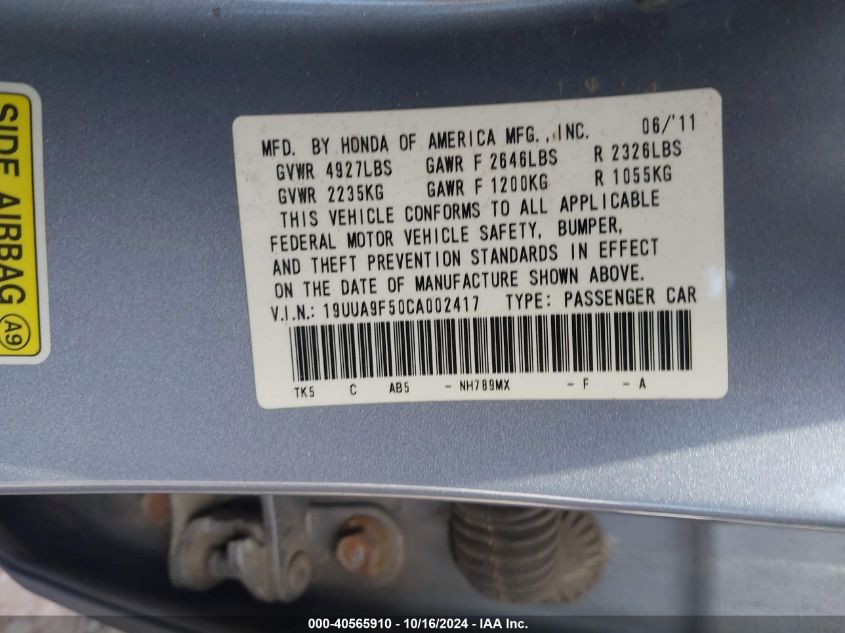 SIDE AIRBAG A9
MFD. BY HONDA OF AMERICA MFG., INC. 06/'11
GVWR 4927LBS GAWR F 2646LBS R 2326LBS
GVWR 2235KG GAWR F 1200KG R 1055KG
THIS VEHICLE CONFORMS TO ALL APPLICABLE
FEDERAL MOTOR VEHICLE SAFETY, BUMPER,
AND THEFT PREVENTION STANDARDS IN EFFECT
ON THE DATE OF MANUFACTURE SHOWN ABOVE.
V.I.N.: 19UUA9F50CA002417 TYPE: PASSENGER CAR
TK5 C AB5 - NH789MX - F - A
000-40565910 / 10/16/2024 - IAA Inc.